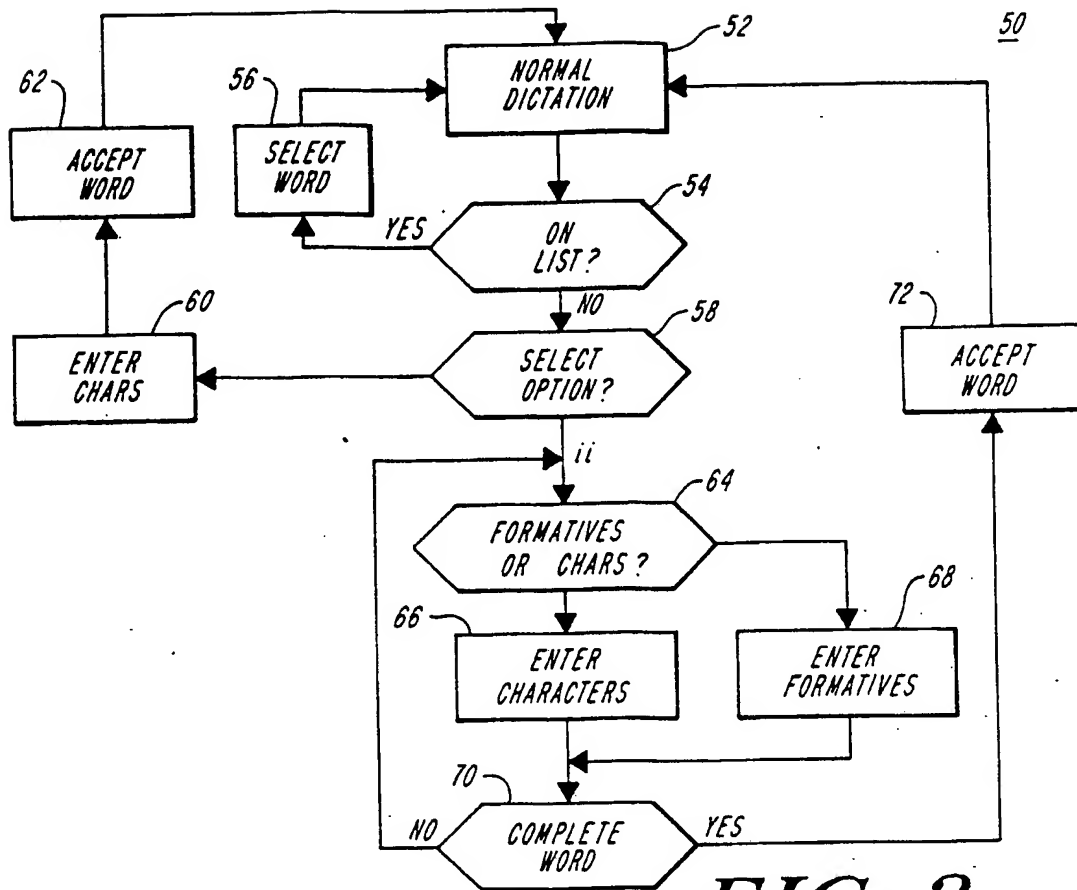 50
52
NORMAL
DICTATION
62
ACCEPT
WORD
56
SELECT
WORD
54
YES
ON
LIST?
NO
60
ENTER
CHARS
58
SELECT
OPTION?
72
ACCEPT
WORD
ii
64
FORMATIVES
OR CHARS?
66
ENTER
CHARACTERS
68
ENTER
FORMATIVES
70
NO
COMPLETE
WORD
YES